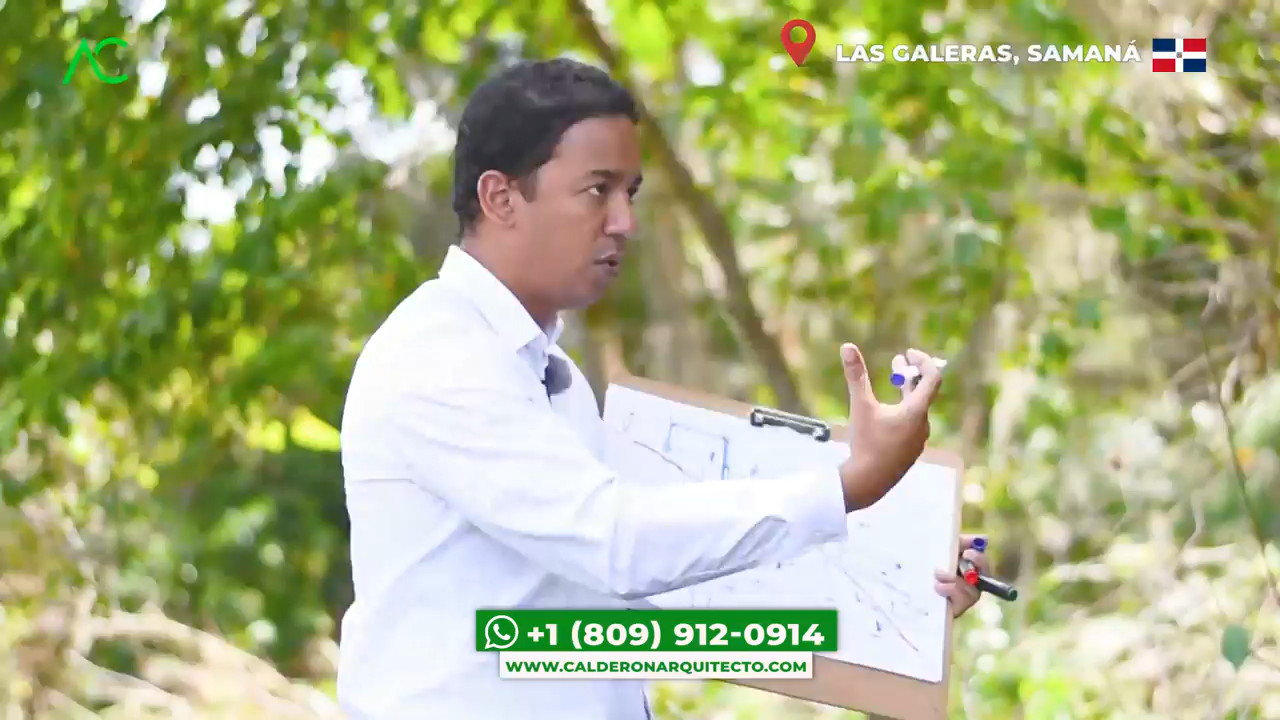 AC
LAS GALERAS, SAMANÁ
+1 (809) 912-0914
WWW.CALDERONARQUITECTO.COM